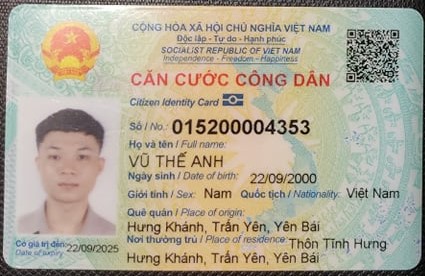 CỘNG HÒA XÃ HỘI CHỦ NGHĨA VIỆT NAM
Độc lập - Tự do - Hạnh phúc
SOCIALIST REPUBLIC OF VIET NAM
Independence - Freedom - Happiness
CĂN CƯỚC CÔNG DÂN
Citizen Identity Card
Số / No.: 015200004353
Họ và tên / Full name:
VŨ THẾ ANH
Ngày sinh / Date of birth: 22/09/2000
Giới tính / Sex: Nam Quốc tịch / Nationality: Việt Nam
Quê quán / Place of origin:
Hưng Khánh, Trấn Yên, Yên Bái
Nơi thường trú / Place of residence: Thôn Tĩnh Hưng
Hưng Khánh, Trấn Yên, Yên Bái
Có giá trị đến: 22/09/2025
Date of expiry